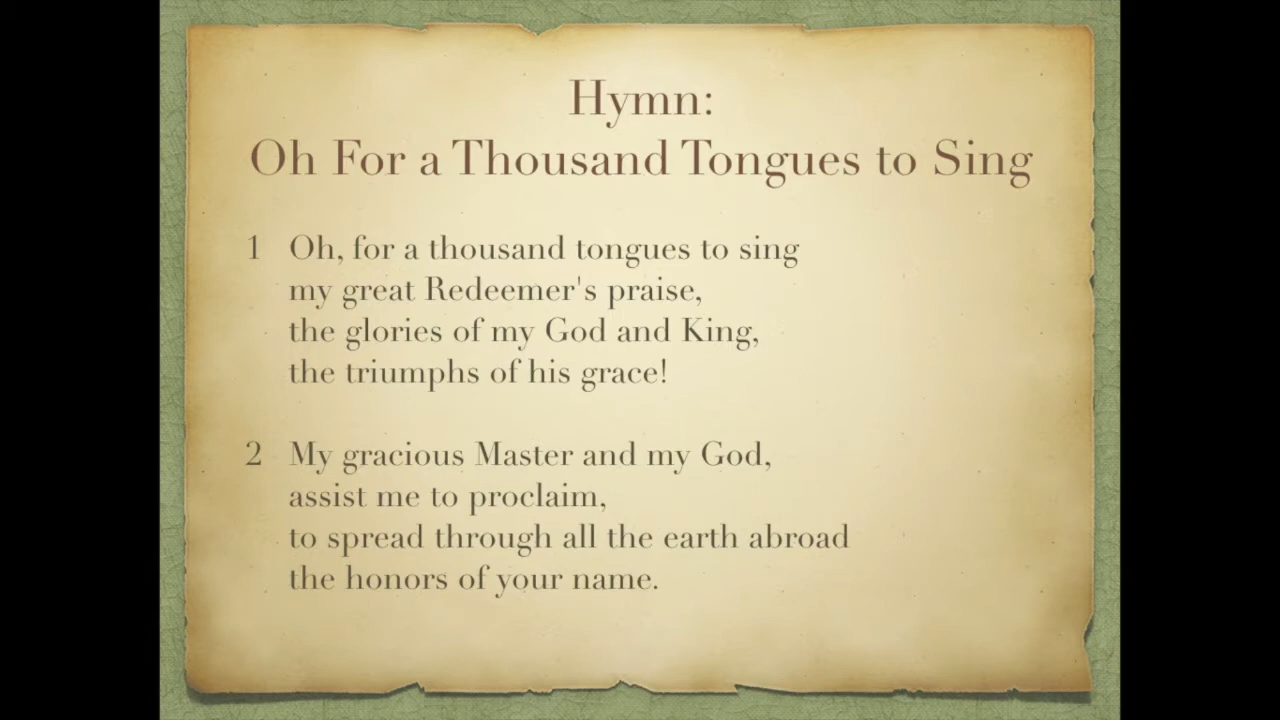 Hymn:
Oh For a Thousand Tongues to Sing
1 Oh, for a thousand tongues to sing
my great Redeemer's praise,
the glories of my God and King,
the triumphs of his grace!
2 My gracious Master and my God,
assist me to proclaim,
to spread through all the earth abroad
the honors of your name.